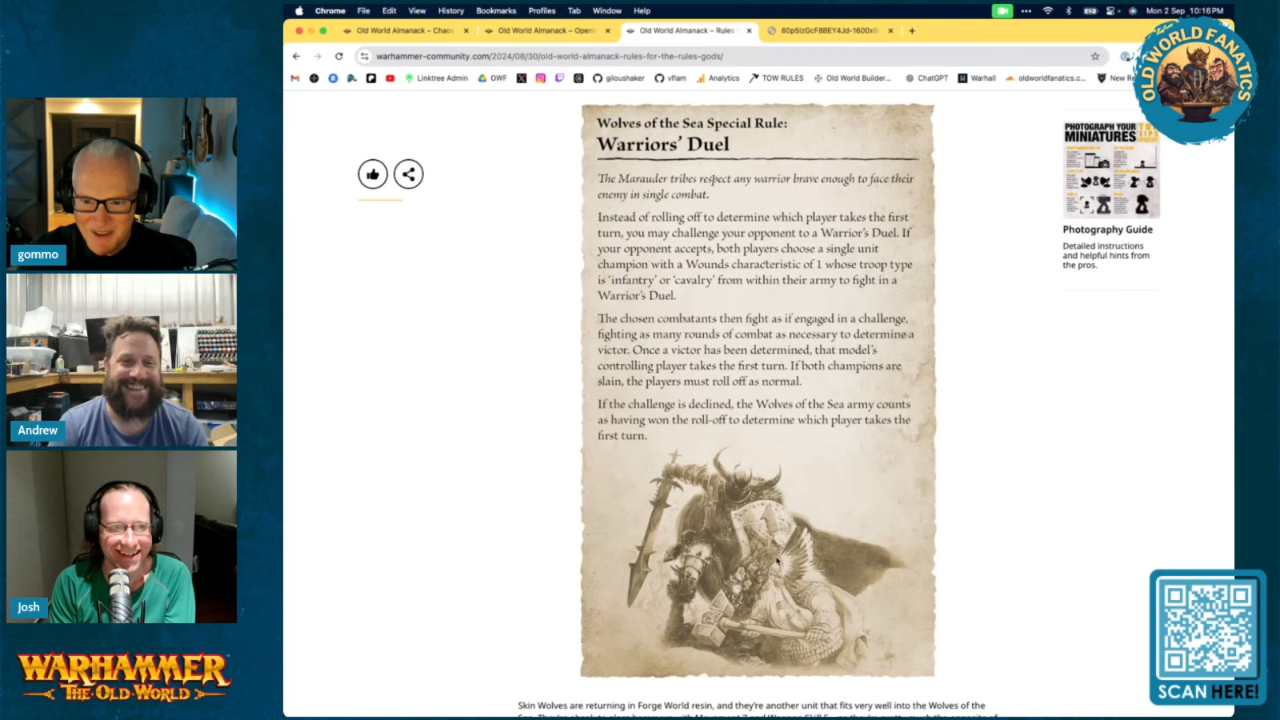 Chrome File Edit View History Bookmarks Profiles Tab Window Help
Mon 2 Sep 10:16 PM
Old World Almanack – Chaos
Old World Almanack – Open
Old World Almanack – Rules
warhammer-community.com/2024/08/30/old-world-almanack-rules-for-the-rules-gods/
Linktree Admin
OWF
giloushaker
vflam
Analytics
TOW RULES
Old World Builder...
ChatGPT
Warhall
oldworldfanatics.c...
OLD WORLD FANATICS
Wolves of the Sea Special Rule:
Warriors' Duel
The Marauder tribes respect any warrior brave enough to face their
enemy in single combat.
Instead of rolling off to determine which player takes the first
turn, you may challenge your opponent to a Warrior's Duel. If
your opponent accepts, both players choose a single unit
champion with a Wounds characteristic of 1 whose troop type
is 'infantry' or 'cavalry' from within their army to fight in a
Warrior's Duel.
The chosen combatants then fight as if engaged in a challenge,
fighting as many rounds of combat as necessary to determine a
victor. Once a victor has been determined, that model's
controlling player takes the first turn. If both champions are
slain, the players must roll off as normal.
If the challenge is declined, the Wolves of the Sea army counts
as having won the roll-off to determine which player takes the
first turn.
PHOTOGRAPH YOUR
MINIATURES
Photography Guide
Detailed instructions
and helpful hints from
the pros.
gommo
Andrew
Josh
WARHAMMER
THE OLD WORLD
SCAN HERE!
Skin Wolves are returning in Forge World resin, and they're another unit that fits very well into the Wolves of the